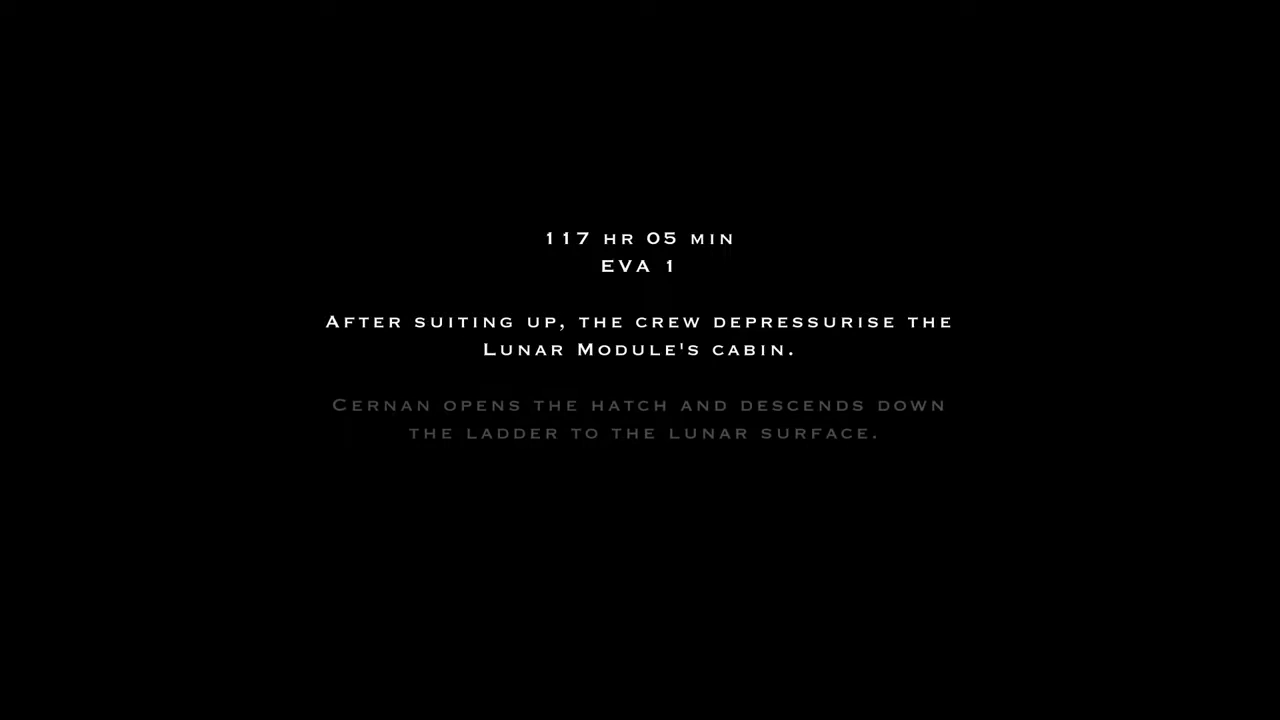 117 HR 05 MIN
EVA 1
AFTER SUITING UP, THE CREW DEPRESSURISE THE
LUNAR MODULE'S CABIN.
CERNAN OPENS THE HATCH AND DESCENDS DOWN
THE LADDER TO THE LUNAR SURFACE.